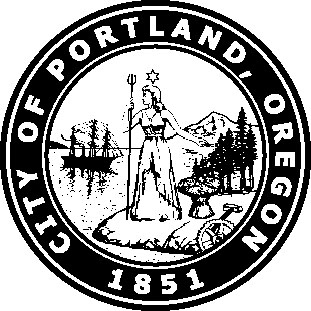 CITY OF PORTLAND, OREGON
1851